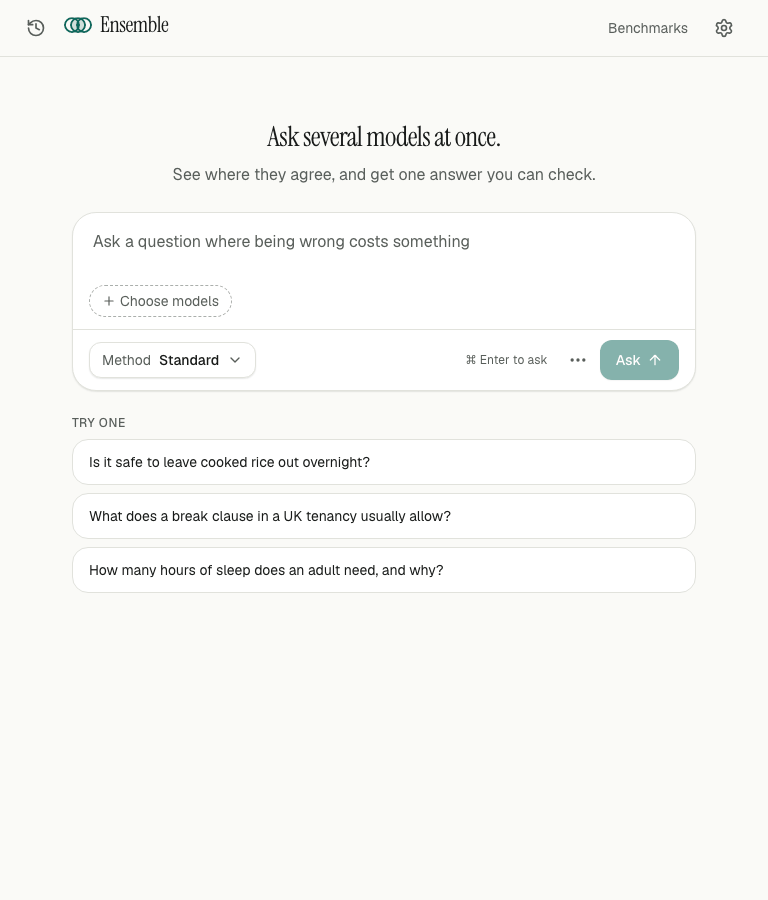 Ensemble
Benchmarks
Ask several models at once.
See where they agree, and get one answer you can check.
Ask a question where being wrong costs something
+ Choose models
Method Standard
⌘ Enter to ask
Ask
TRY ONE
Is it safe to leave cooked rice out overnight?
What does a break clause in a UK tenancy usually allow?
How many hours of sleep does an adult need, and why?